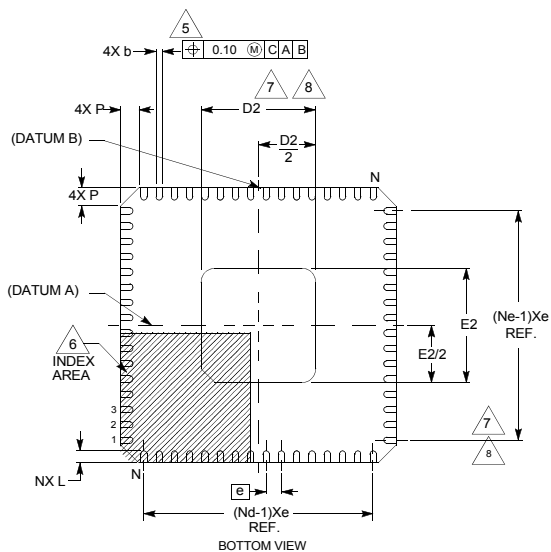 5
4X b
⌖ 0.10 Ⓜ C A B
7 8
4X P
D2
(DATUM B)
D2
2
N
4X P
(DATUM A)
E2
(Ne-1)Xe
REF.
E2/2
6
INDEX
AREA
3
2
1
7
8
NX L
N
e
(Nd-1)Xe
REF.
BOTTOM VIEW